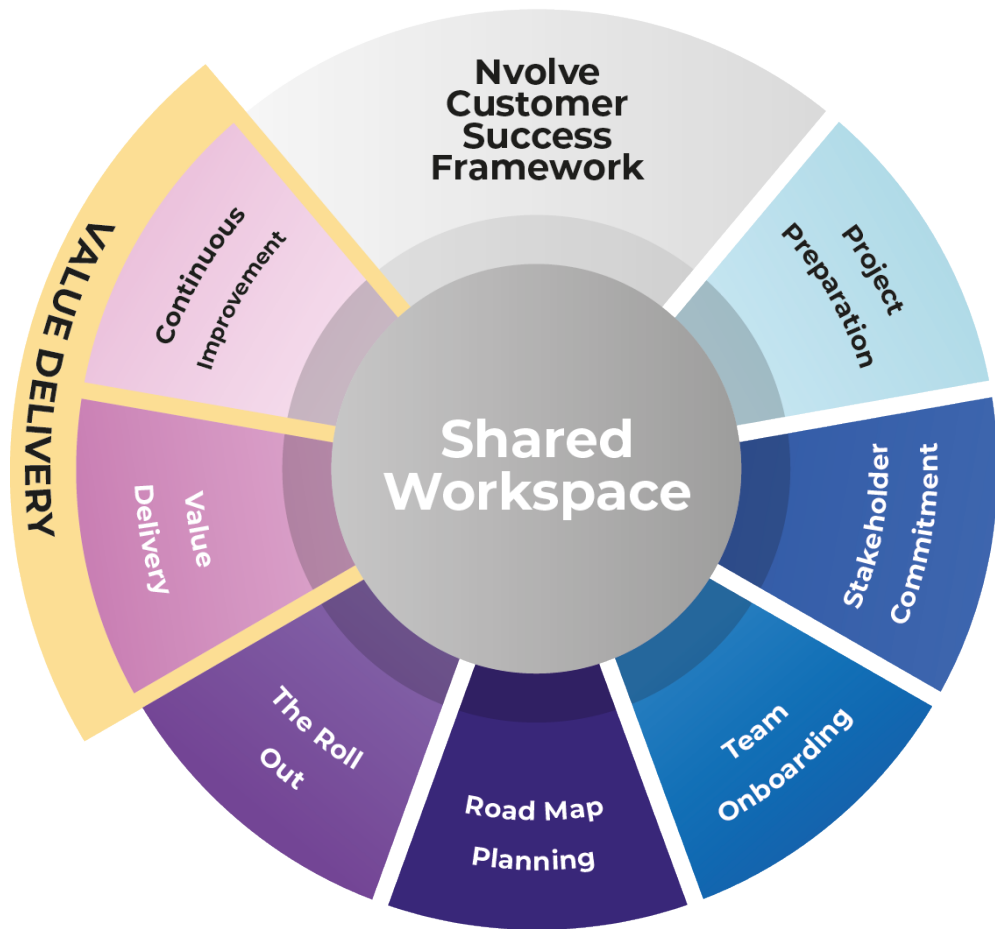 Nvolve
Customer
Success
Framework
Project
Preparation
Stakeholder
Commitment
Team
Onboarding
Road Map
Planning
The Roll
Out
Value
Delivery
Continuous
Improvement
VALUE DELIVERY
Shared
Workspace